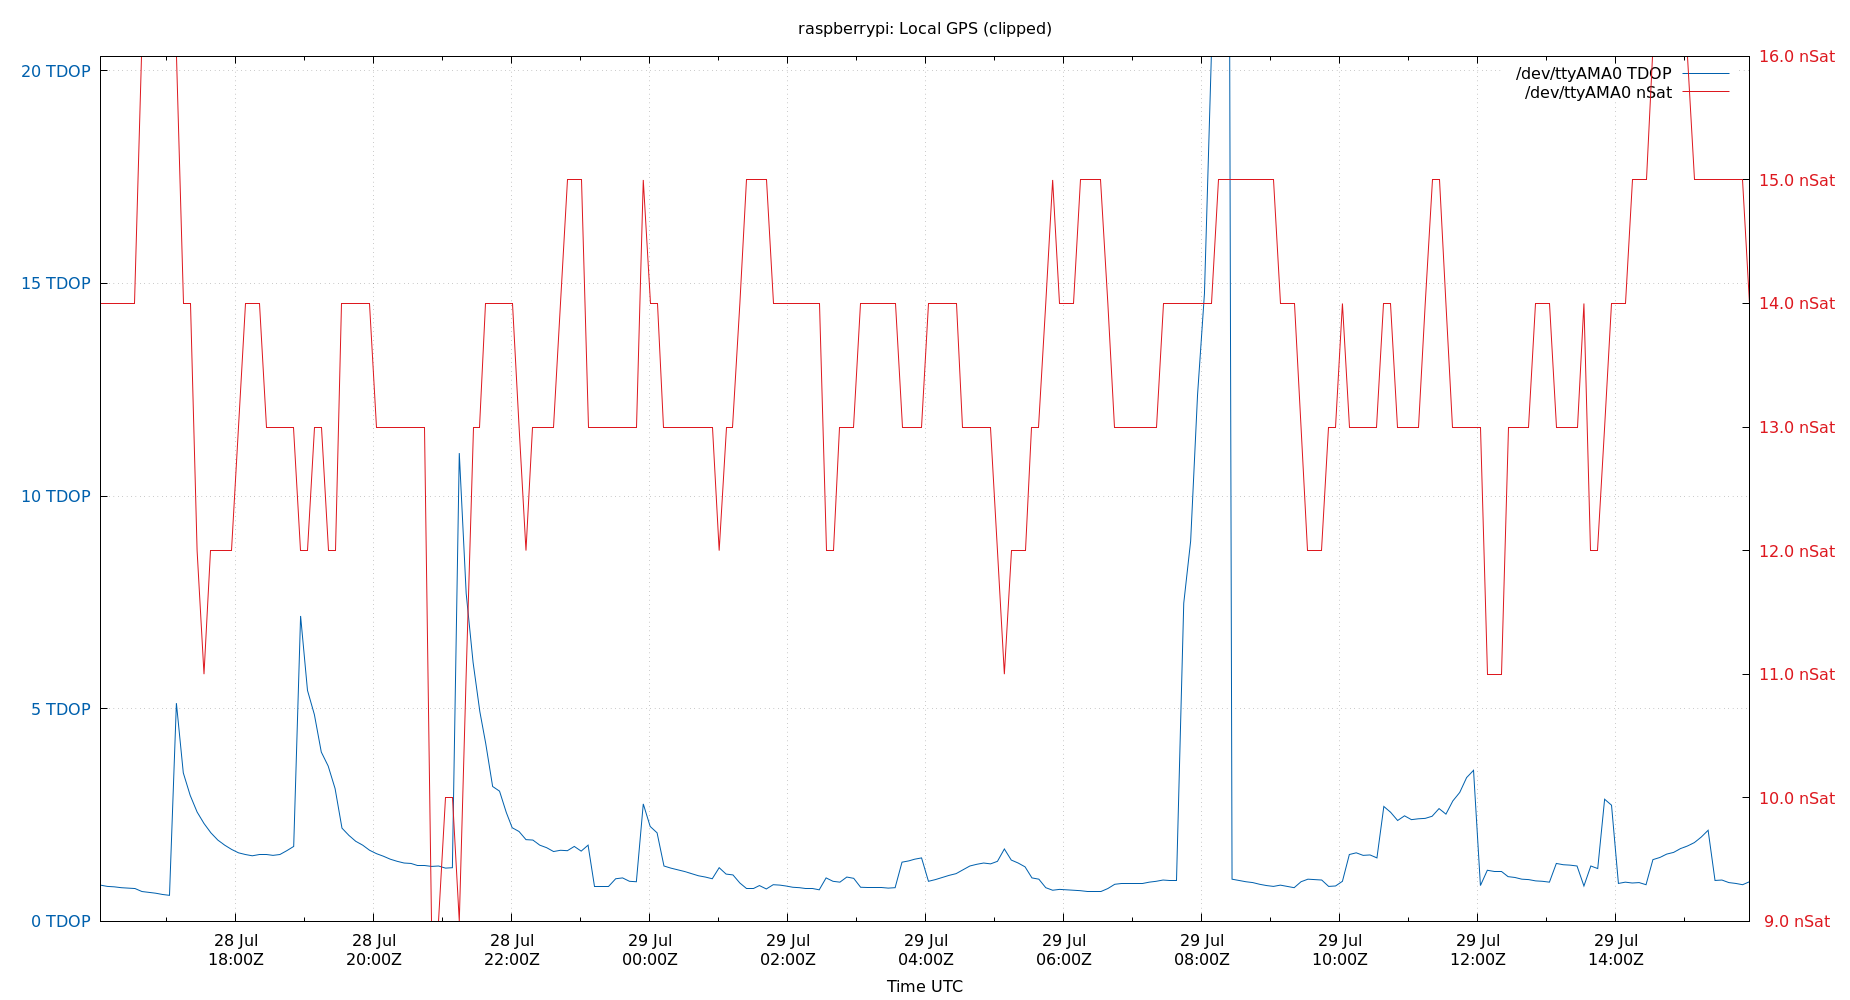 raspberrypi: Local GPS (clipped)
20 TDOP
15 TDOP
10 TDOP
5 TDOP
0 TDOP
16.0 nSat
15.0 nSat
14.0 nSat
13.0 nSat
12.0 nSat
11.0 nSat
10.0 nSat
9.0 nSat
/dev/ttyAMA0 TDOP
/dev/ttyAMA0 nSat
28 Jul
18:00Z
28 Jul
20:00Z
28 Jul
22:00Z
29 Jul
00:00Z
29 Jul
02:00Z
29 Jul
04:00Z
29 Jul
06:00Z
29 Jul
08:00Z
29 Jul
10:00Z
29 Jul
12:00Z
29 Jul
14:00Z
Time UTC